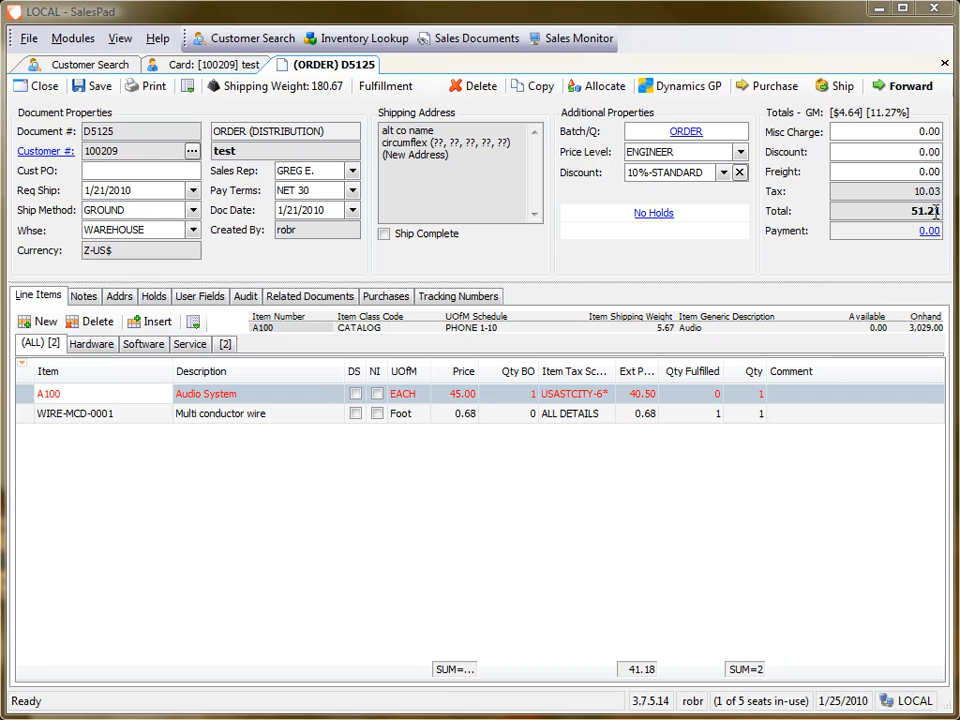 LOCAL - SalesPad
File Modules View Help Customer Search Inventory Lookup Sales Documents Sales Monitor
Customer Search Card: [100209] test (ORDER) D5125
Close Save Print Shipping Weight: 180.67 Fulfillment Delete Copy Allocate Dynamics GP Purchase Ship Forward
Document Properties Shipping Address Additional Properties Totals - GM: [$4.64] [11.27%]
Document #: D5125 ORDER (DISTRIBUTION) alt co name Batch/Q: ORDER Misc Charge: 0.00
Customer #: 100209 ... test circumflex (??, ??, ??, ??, ??) Price Level: ENGINEER Discount: 0.00
(New Address)
Cust PO: Sales Rep: GREG E. Discount: 10%-STANDARD Freight: 0.00
Req Ship: 1/21/2010 Pay Terms: NET 30 Tax: 10.03
Ship Method: GROUND Doc Date: 1/21/2010 No Holds Total: 51.21
Whse: WAREHOUSE Created By: robr Ship Complete Payment: 0.00
Currency: Z-US$
Line Items Notes Addrs Holds User Fields Audit Related Documents Purchases Tracking Numbers
New Delete Insert
Item Number Item Class Code UOfM Schedule Item Shipping Weight Item Generic Description Available Onhand
A100 CATALOG PHONE 1-10 5.67 Audio 0.00 3,029.00
(ALL) [2] Hardware Software Service [2]
Item Description DS NI UOfM Price Qty BO Item Tax Sc... Ext P... Qty Fulfilled Qty Comment
A100 Audio System EACH 45.00 1 USASTCITY-6* 40.50 0 1
WIRE-MCD-0001 Multi conductor wire Foot 0.68 0 ALL DETAILS 0.68 1 1
SUM=... 41.18 SUM=2
Ready 3.7.5.14 robr (1 of 5 seats in-use) 1/25/2010 LOCAL